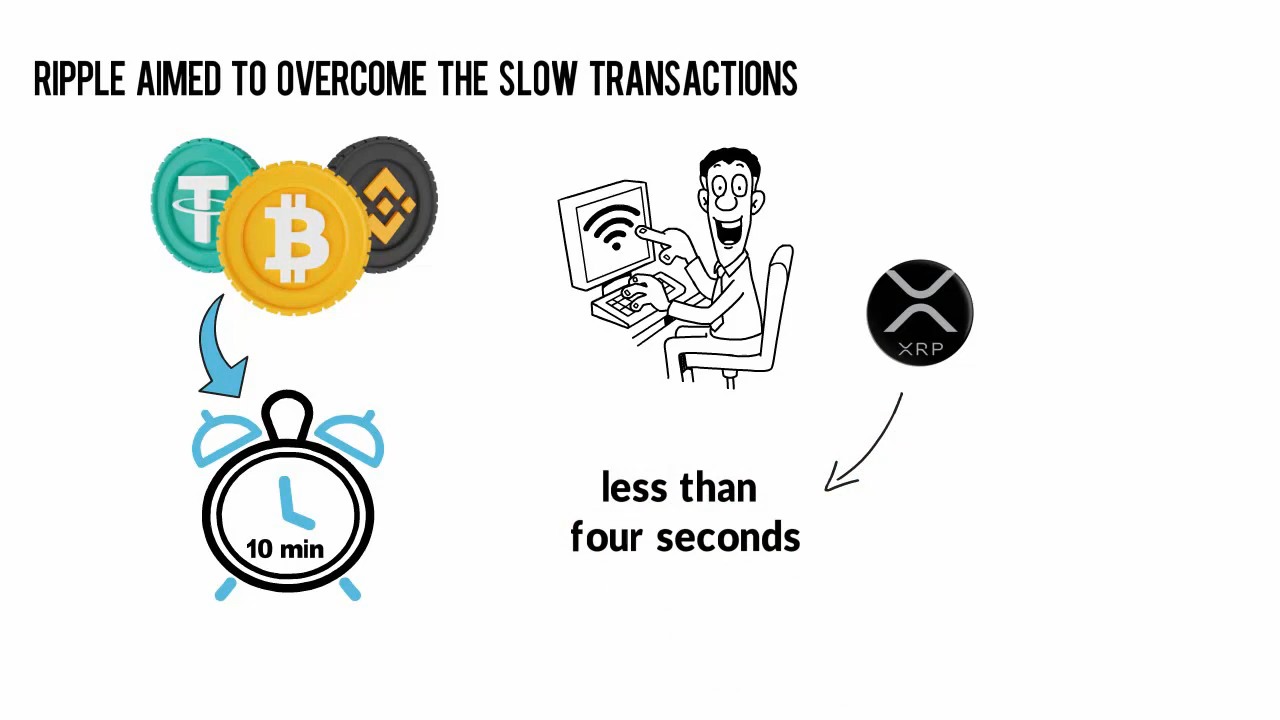 RIPPLE AIMED TO OVERCOME THE SLOW TRANSACTIONS
XRP
less than
four seconds
10 min